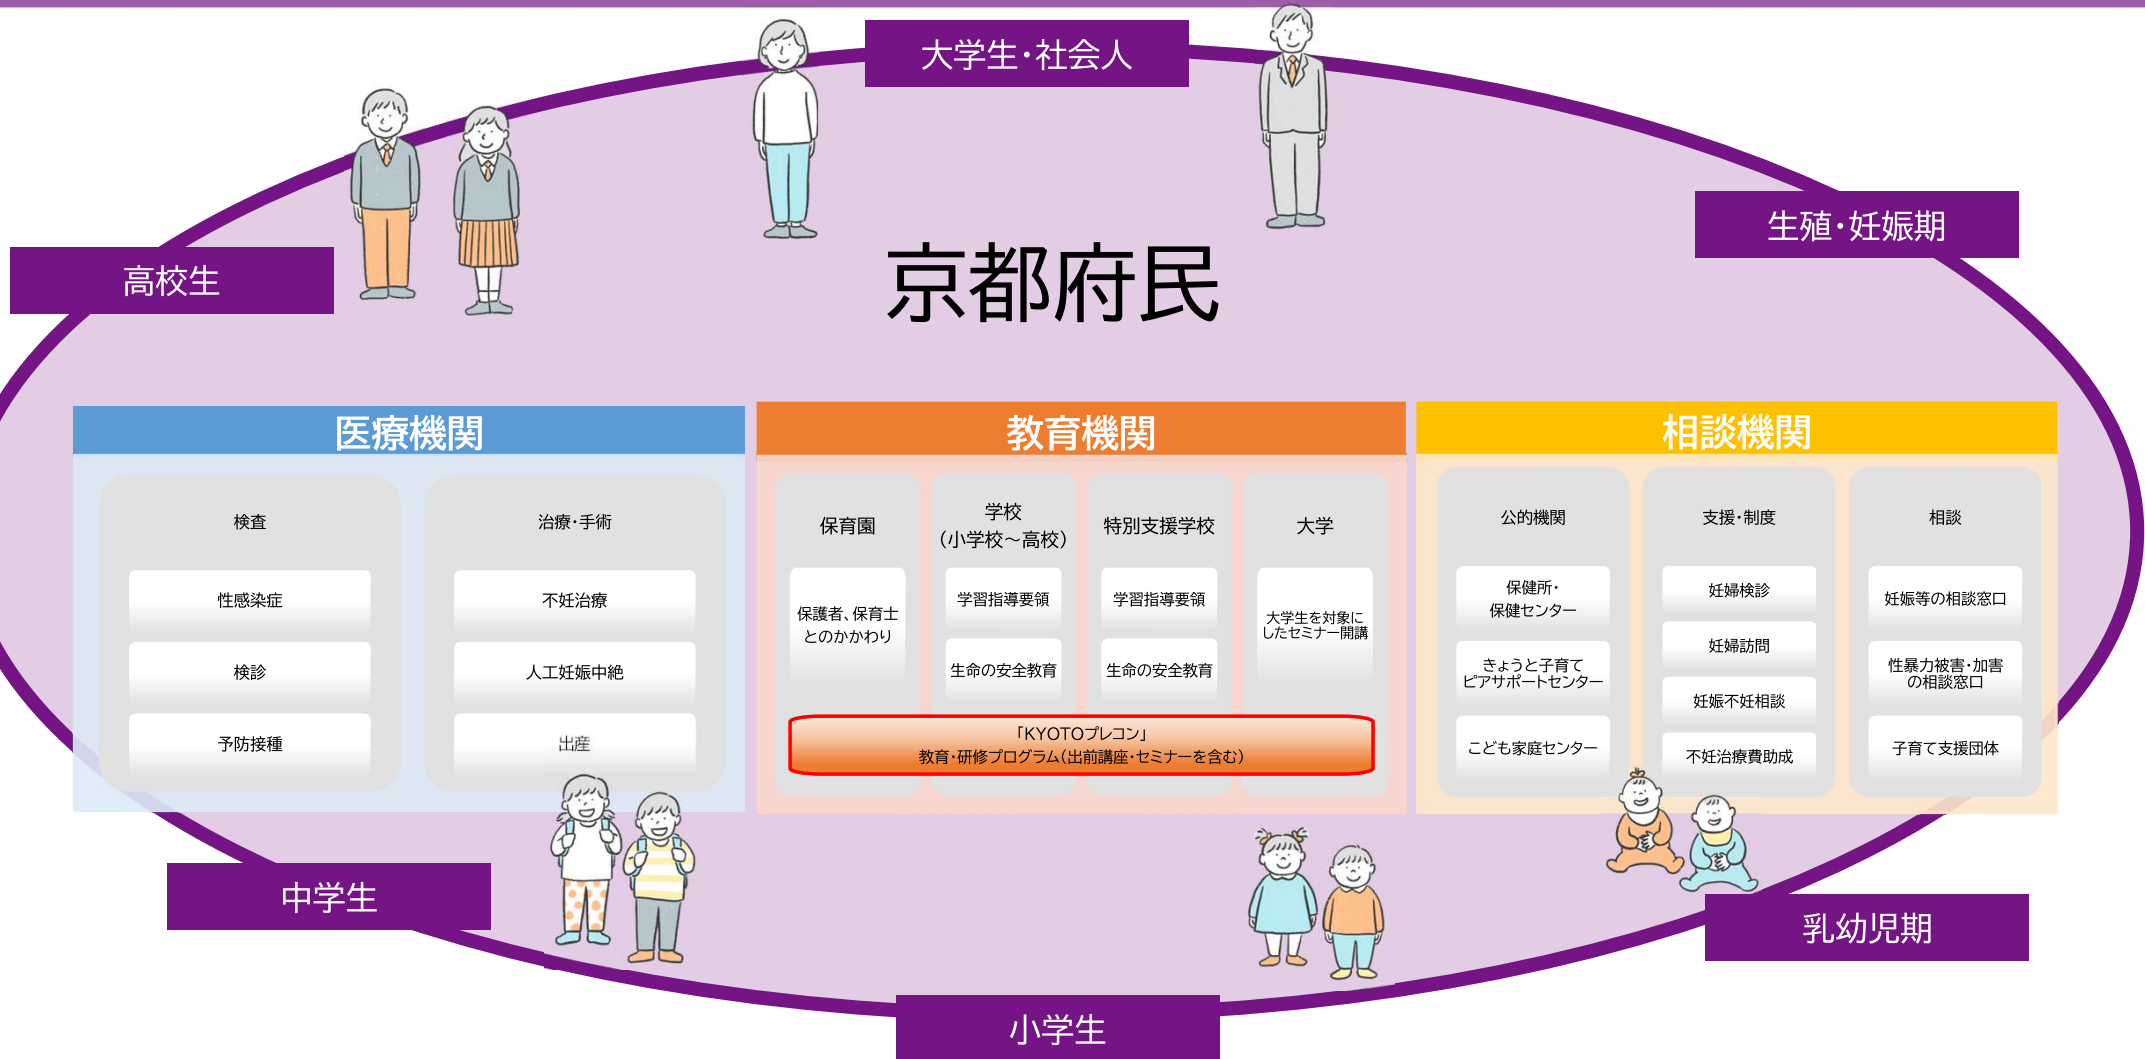 大学生・社会人
生殖・妊娠期
高校生
京都府民
医療機関
検査
性感染症
検診
予防接種
治療・手術
不妊治療
人工妊娠中絶
出産
教育機関
保育園
保護者、保育士
とのかかわり
学校
(小学校～高校)
学習指導要領
生命の安全教育
特別支援学校
学習指導要領
生命の安全教育
大学
大学生を対象に
したセミナー開講
「KYOTOプレコン」
教育・研修プログラム(出前講座・セミナーを含む)
相談機関
公的機関
保健所・
保健センター
きょうと子育て
ピアサポートセンター
こども家庭センター
支援・制度
妊婦検診
妊婦訪問
妊娠不妊相談
不妊治療費助成
相談
妊娠等の相談窓口
性暴力被害・加害
の相談窓口
子育て支援団体
中学生
乳幼児期
小学生